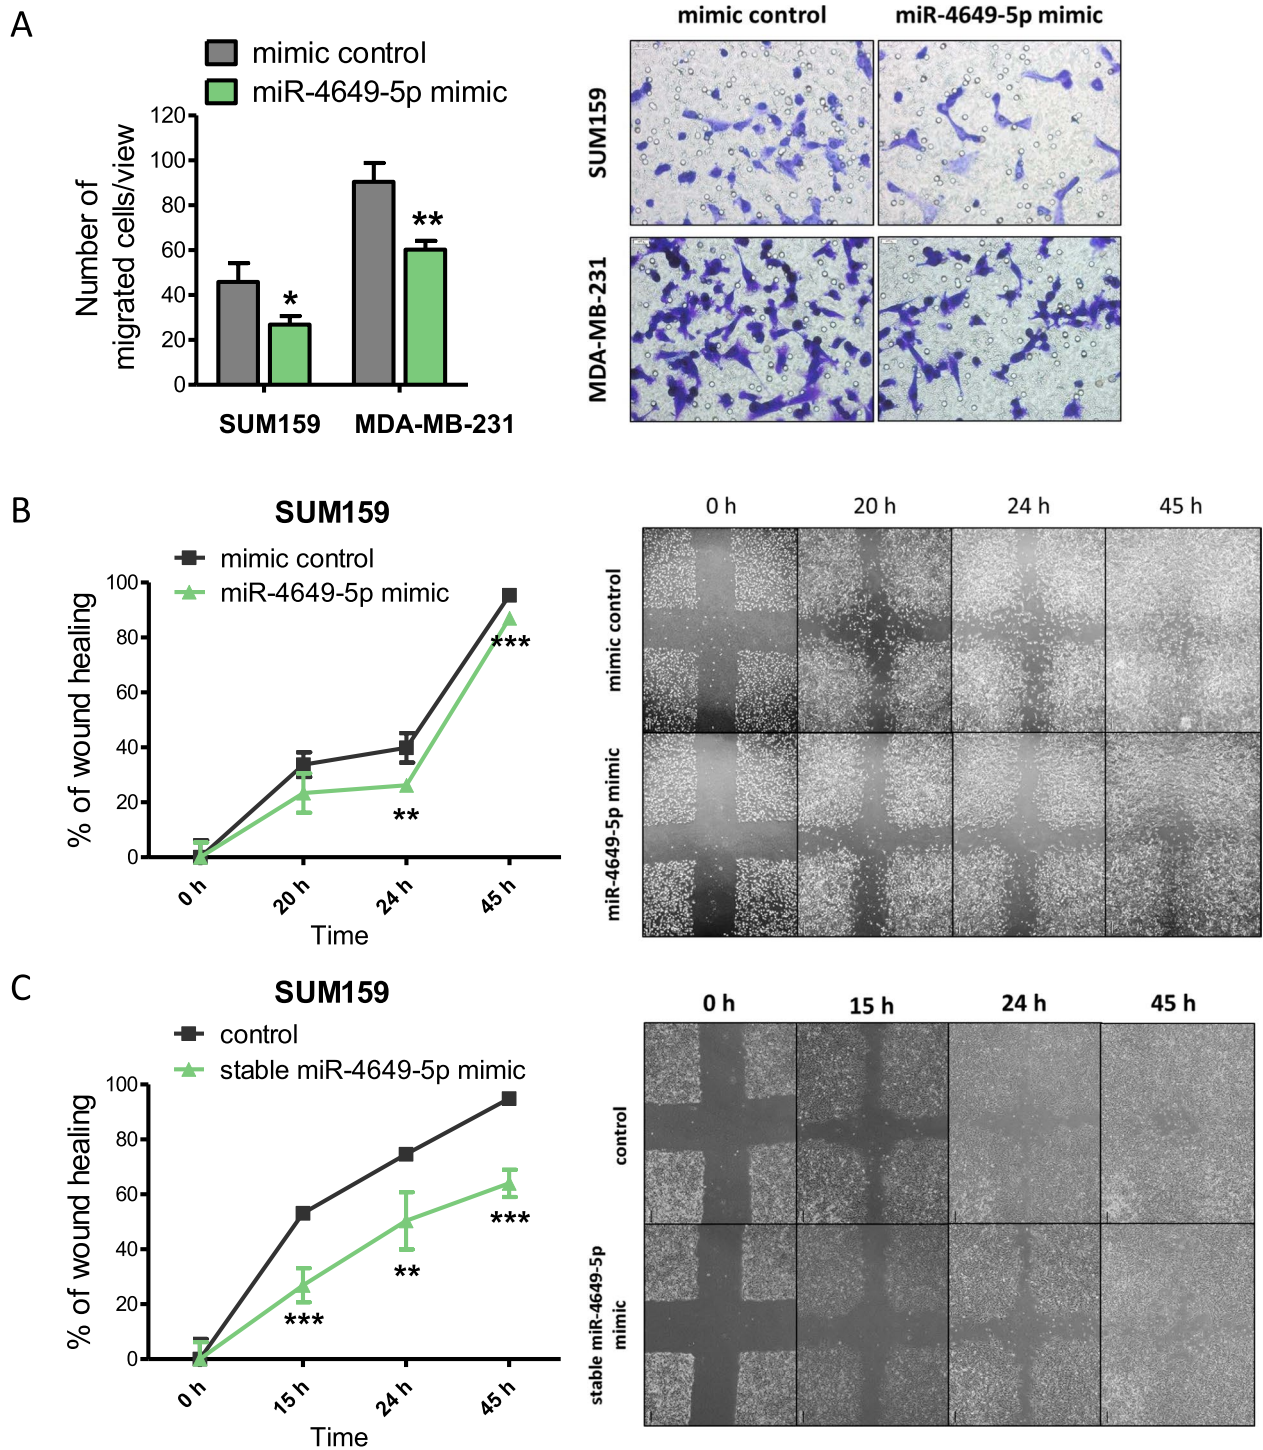 A
mimic control
miR-4649-5p mimic
Number of
migrated cells/view
120
100
80
60
40
20
0
*
**
SUM159
MDA-MB-231
mimic control
miR-4649-5p mimic
SUM159
MDA-MB-231
B
SUM159
mimic control
miR-4649-5p mimic
% of wound healing
100
80
60
40
20
0
**
***
0 h
20 h
24 h
45 h
Time
0 h
20 h
24 h
45 h
mimic control
miR-4649-5p mimic
C
SUM159
control
stable miR-4649-5p mimic
% of wound healing
100
80
60
40
20
0
***
**
***
0 h
15 h
24 h
45 h
Time
0 h
15 h
24 h
45 h
control
stable miR-4649-5p
mimic